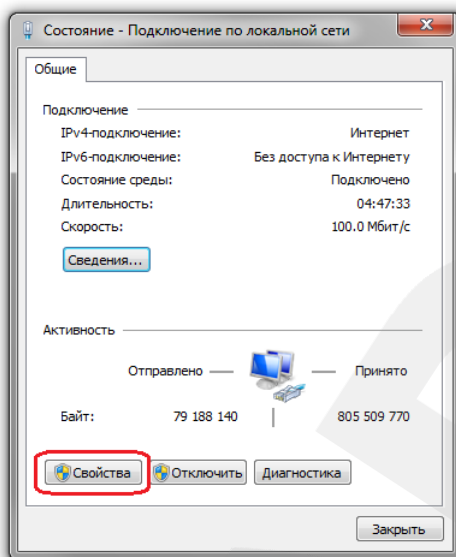 Состояние - Подключение по локальной сети
Общие
Подключение
IPv4-подключение: Интернет
IPv6-подключение: Без доступа к Интернету
Состояние среды: Подключено
Длительность: 04:47:33
Скорость: 100.0 Мбит/с
Сведения...
Активность
Отправлено — — Принято
Байт: 79 188 140 | 805 509 770
Свойства Отключить Диагностика
Закрыть